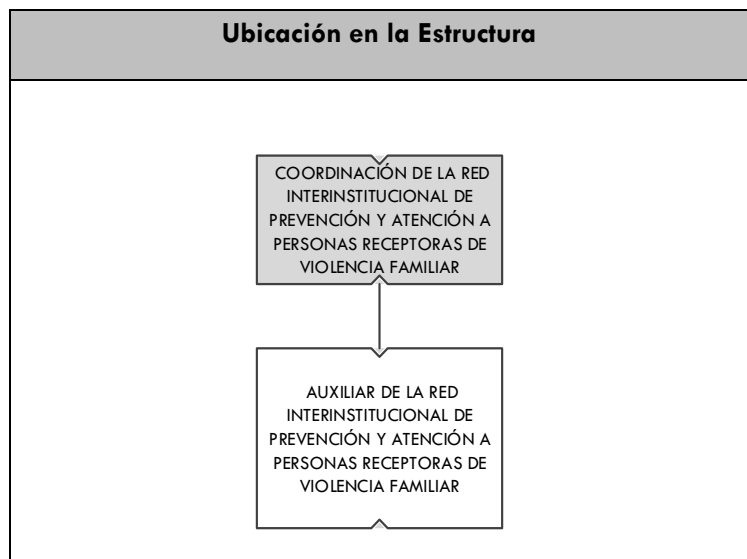 Ubicación en la Estructura
COORDINACIÓN DE LA RED
INTERINSTITUCIONAL DE
PREVENCIÓN Y ATENCIÓN A
PERSONAS RECEPTORAS DE
VIOLENCIA FAMILIAR
AUXILIAR DE LA RED
INTERINSTITUCIONAL DE
PREVENCIÓN Y ATENCIÓN A
PERSONAS RECEPTORAS DE
VIOLENCIA FAMILIAR